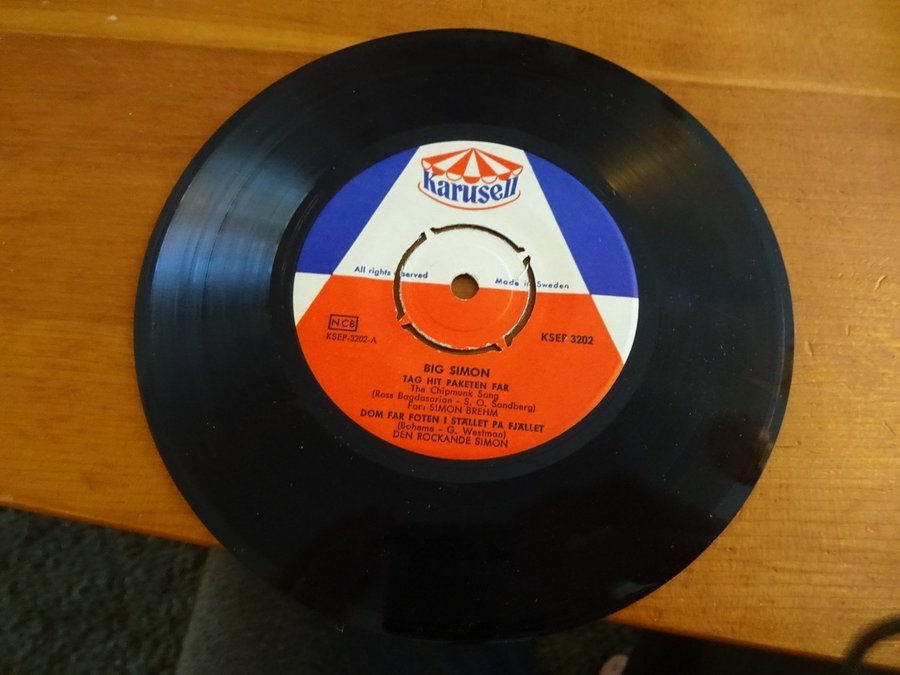 Karusell
All rights reserved
Made in Sweden
NCB
KSEP-3202-A
KSEP 3202
BIG SIMON
TAG HIT PAKETEN FAR
The Chipmunk Song
(Ross Bagdasarian - S. O. Sandberg)
For: SIMON BREHM
DOM FAR FOTEN I STÄLLET PA FJÄLLET
(Boheme - G. Westman)
DEN ROCKANDE SIMON